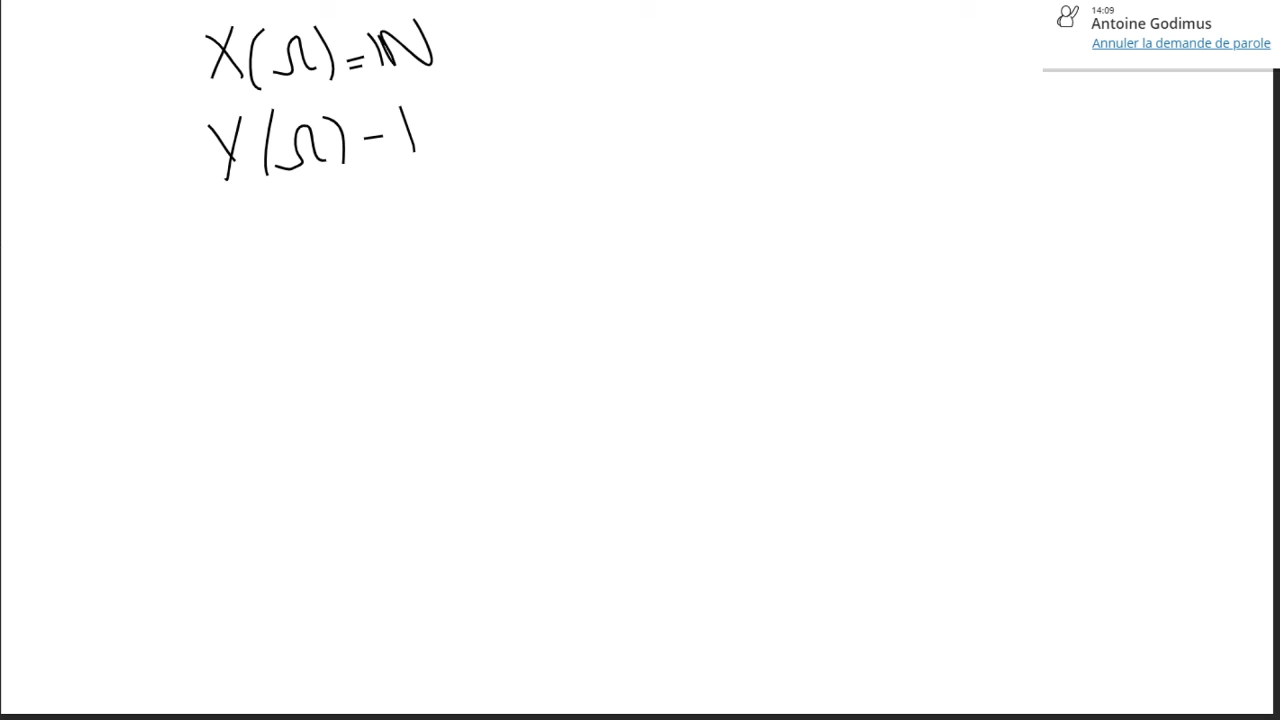 X(Ω)=ℕ
Y(Ω) - 1
14:09
Antoine Godimus
Annuler la demande de parole